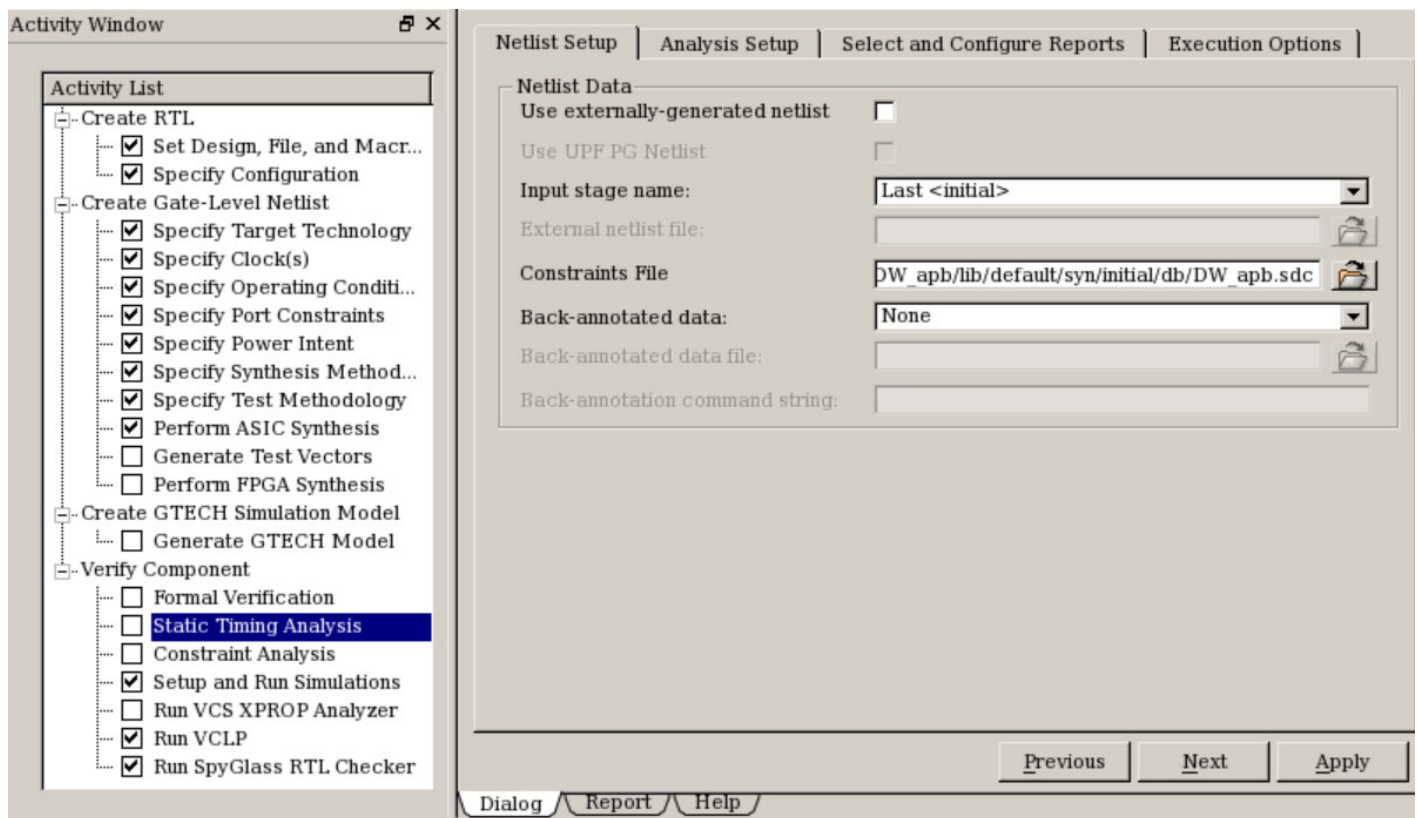 Activity Window
Activity List
Create RTL
Set Design, File, and Macr...
Specify Configuration
Create Gate-Level Netlist
Specify Target Technology
Specify Clock(s)
Specify Operating Conditi...
Specify Port Constraints
Specify Power Intent
Specify Synthesis Method...
Specify Test Methodology
Perform ASIC Synthesis
Generate Test Vectors
Perform FPGA Synthesis
Create GTECH Simulation Model
Generate GTECH Model
Verify Component
Formal Verification
Static Timing Analysis
Constraint Analysis
Setup and Run Simulations
Run VCS XPROP Analyzer
Run VCLP
Run SpyGlass RTL Checker
Netlist Setup Analysis Setup Select and Configure Reports Execution Options
Netlist Data
Use externally-generated netlist
Use UPF PG Netlist
Input stage name: Last <initial>
External netlist file:
Constraints File DW_apb/lib/default/syn/initial/db/DW_apb.sdc
Back-annotated data: None
Back-annotated data file:
Back-annotation command string:
Previous Next Apply
Dialog Report Help